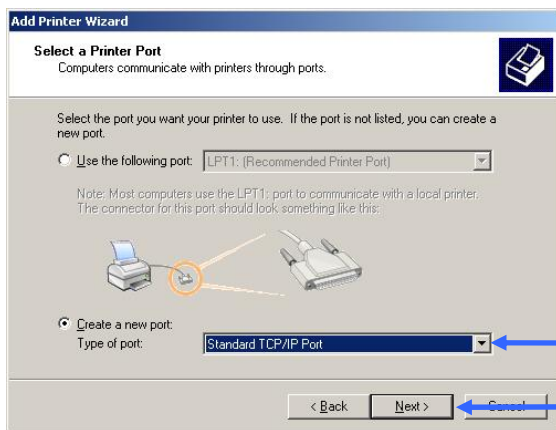 Add Printer Wizard
Select a Printer Port
Computers communicate with printers through ports.
Select the port you want your printer to use. If the port is not listed, you can create a
new port.
Use the following port: LPT1: (Recommended Printer Port)
Note: Most computers use the LPT1: port to communicate with a local printer.
The connector for this port should look something like this:
Create a new port:
Type of port: Standard TCP/IP Port
< Back Next > Cancel